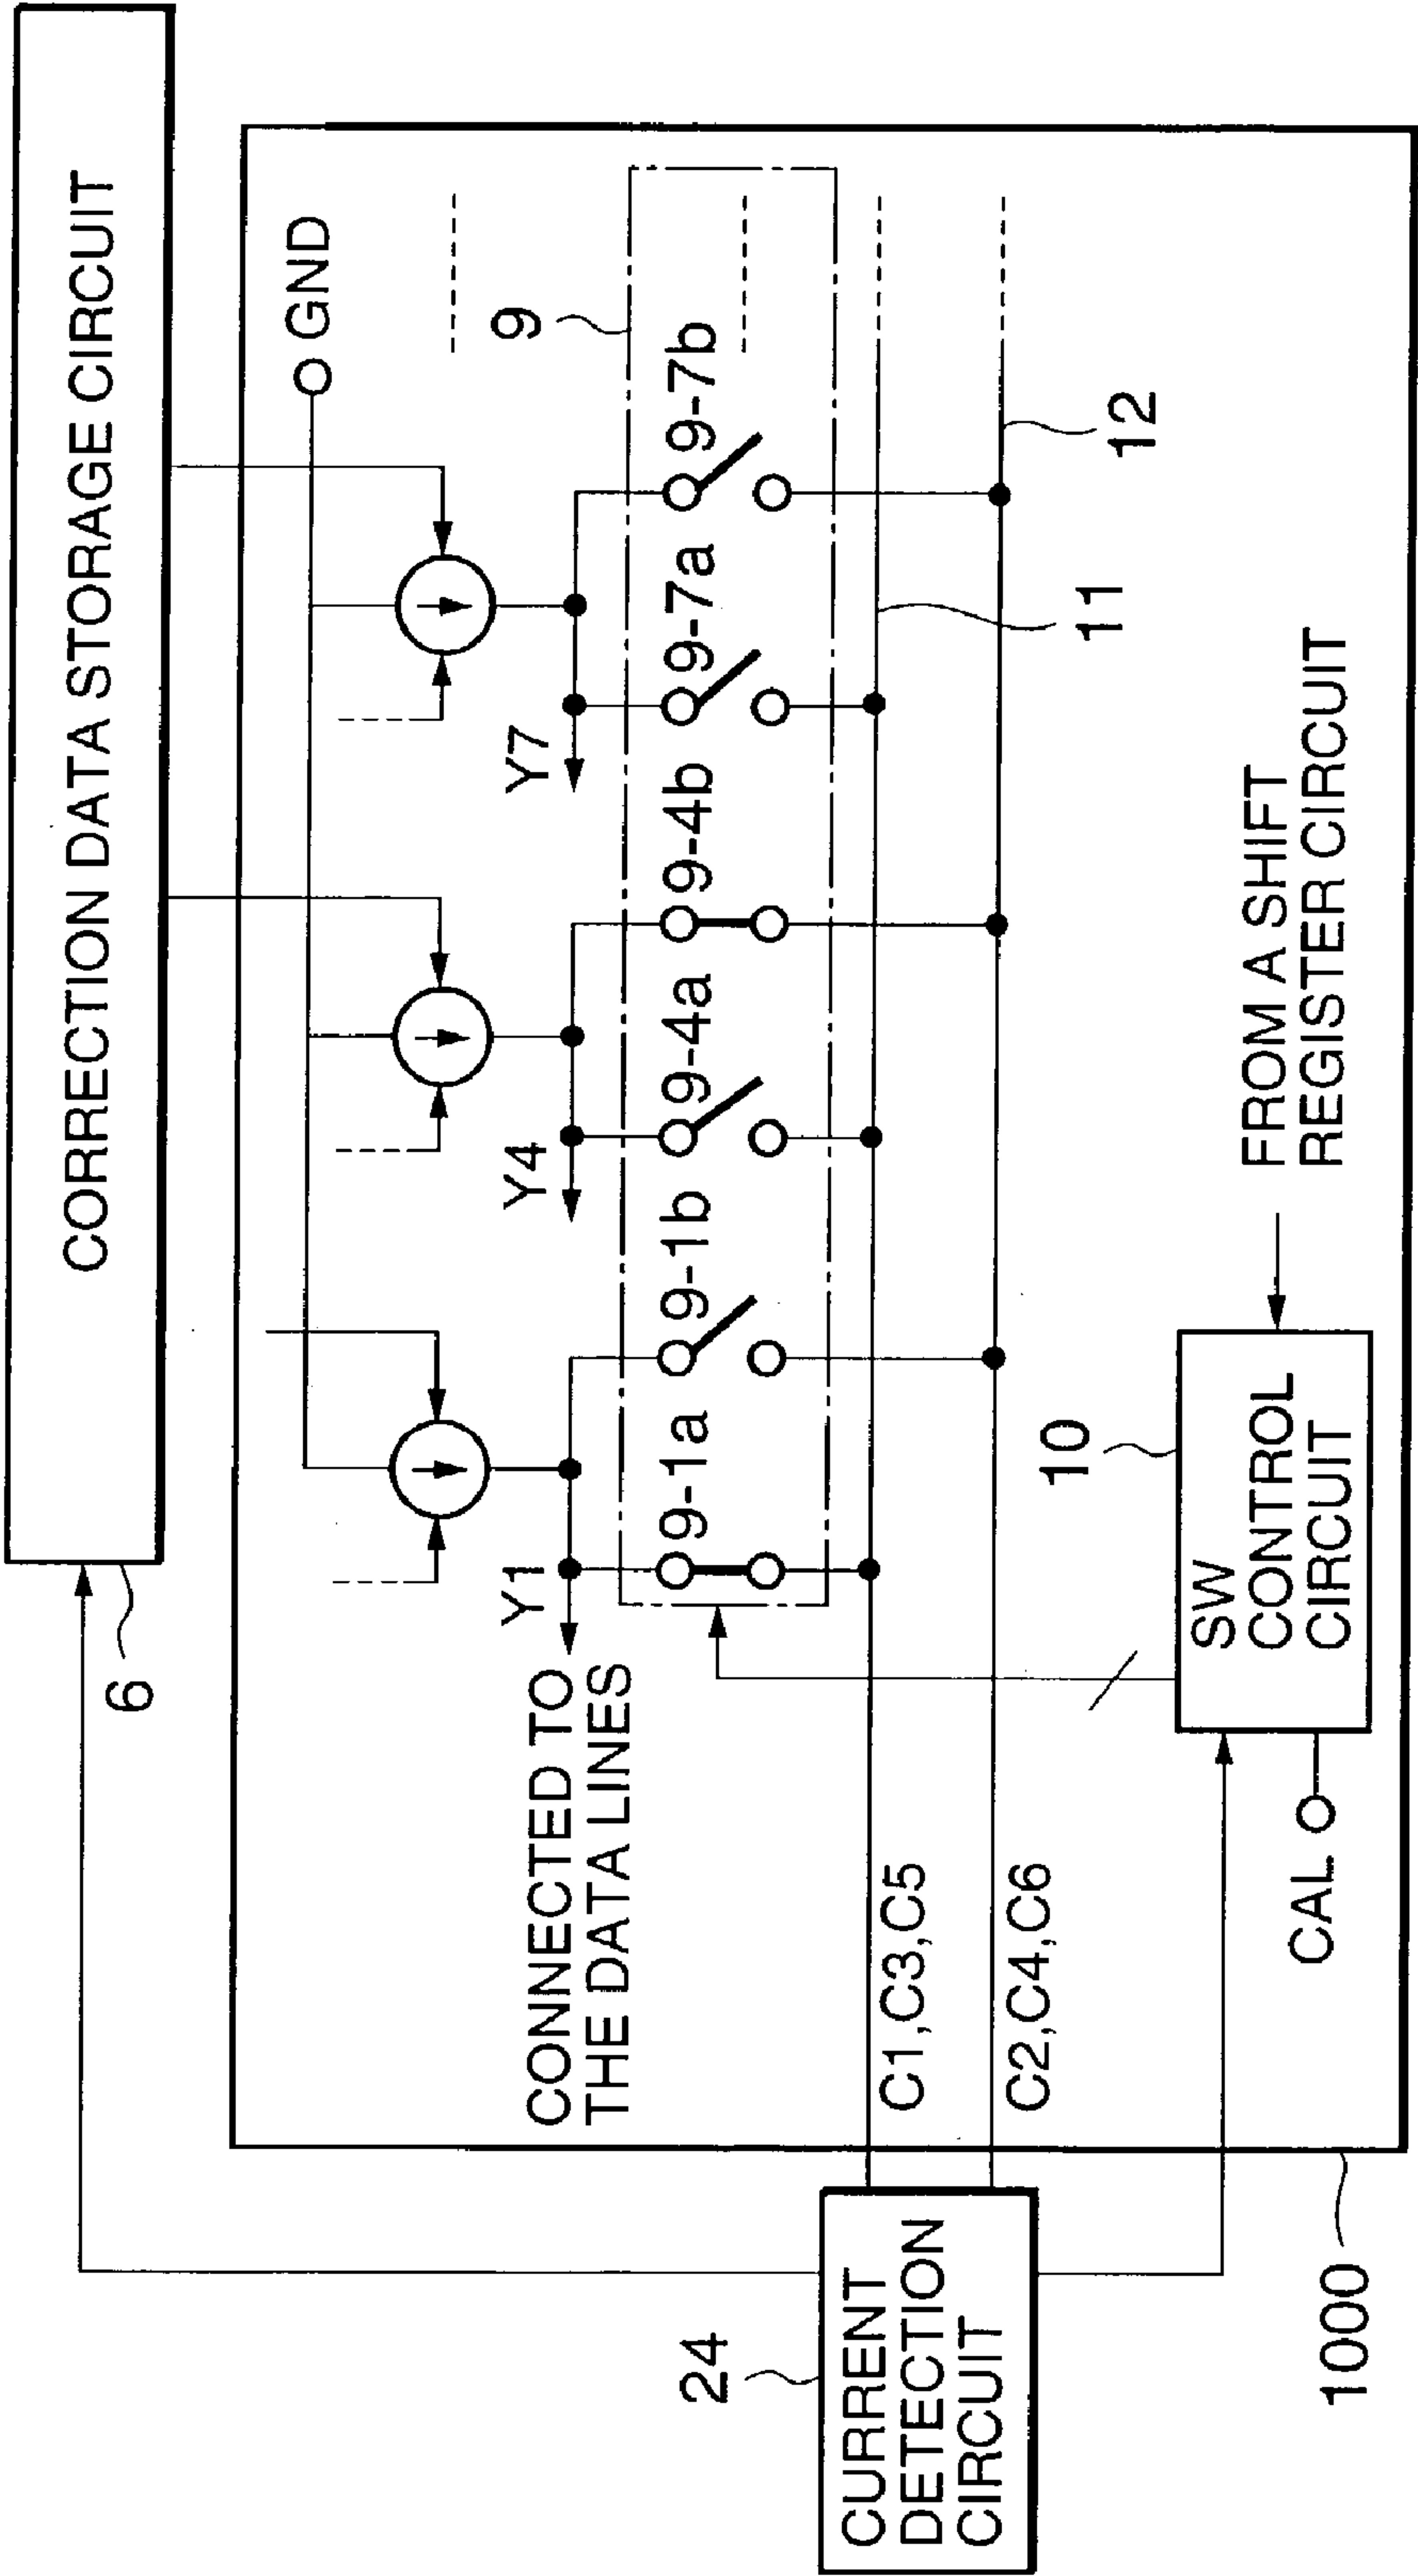 CORRECTION DATA STORAGE CIRCUIT
6
GND
9
Y1
Y4
Y7
CONNECTED TO
THE DATA LINES
9-1a
9-1b
9-4a
9-4b
9-7a
9-7b
24
CURRENT
DETECTION
CIRCUIT
C1,C3,C5
C2,C4,C6
11
12
10
SW
CONTROL
CIRCUIT
FROM A SHIFT
REGISTER CIRCUIT
CAL
1000